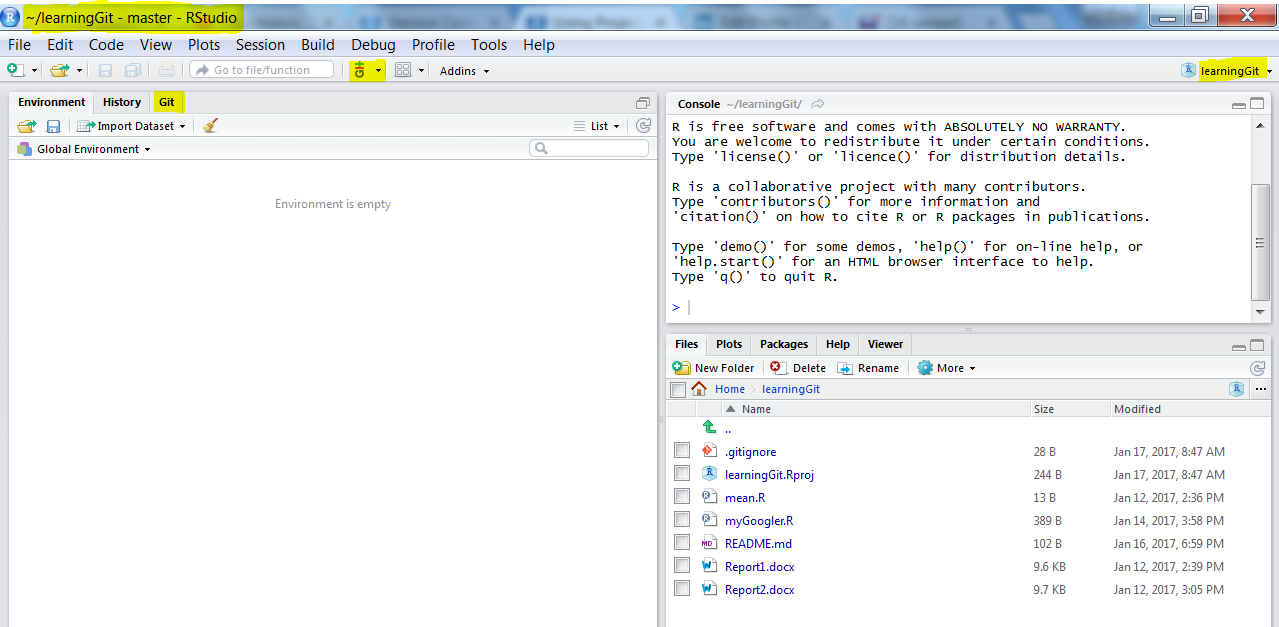 ~/learningGit - master - RStudio
File Edit Code View Plots Session Build Debug Profile Tools Help
Go to file/function Addins learningGit
Environment History Git
Import Dataset List
Global Environment
Environment is empty
Console ~/learningGit/
R is free software and comes with ABSOLUTELY NO WARRANTY.
You are welcome to redistribute it under certain conditions.
Type 'license()' or 'licence()' for distribution details.
R is a collaborative project with many contributors.
Type 'contributors()' for more information and
'citation()' on how to cite R or R packages in publications.
Type 'demo()' for some demos, 'help()' for on-line help, or
'help.start()' for an HTML browser interface to help.
Type 'q()' to quit R.
>
Files Plots Packages Help Viewer
New Folder Delete Rename More
Home learningGit
Name Size Modified
..
.gitignore 28 B Jan 17, 2017, 8:47 AM
learningGit.Rproj 244 B Jan 17, 2017, 8:47 AM
mean.R 13 B Jan 12, 2017, 2:36 PM
myGoogler.R 389 B Jan 14, 2017, 3:58 PM
README.md 102 B Jan 16, 2017, 6:59 PM
Report1.docx 9.6 KB Jan 12, 2017, 2:39 PM
Report2.docx 9.7 KB Jan 12, 2017, 3:05 PM